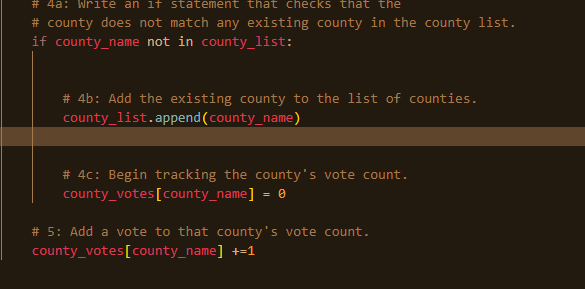 # 4a: Write an if statement that checks that the
# county does not match any existing county in the county list.
if county_name not in county_list:
# 4b: Add the existing county to the list of counties.
county_list.append(county_name)
# 4c: Begin tracking the county's vote count.
county_votes[county_name] = 0
# 5: Add a vote to that county's vote count.
county_votes[county_name] +=1